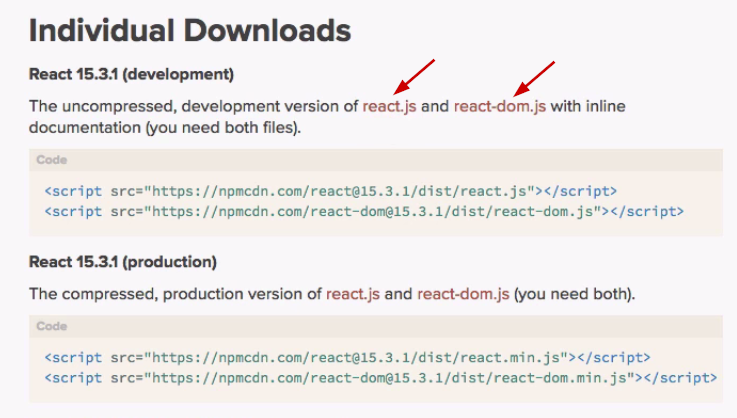 Individual Downloads
React 15.3.1 (development)
The uncompressed, development version of react.js and react-dom.js with inline
documentation (you need both files).
Code
<script src="https://npmcdn.com/react@15.3.1/dist/react.js"></script>
<script src="https://npmcdn.com/react-dom@15.3.1/dist/react-dom.js"></script>
React 15.3.1 (production)
The compressed, production version of react.js and react-dom.js (you need both).
Code
<script src="https://npmcdn.com/react@15.3.1/dist/react.min.js"></script>
<script src="https://npmcdn.com/react-dom@15.3.1/dist/react-dom.min.js"></script>